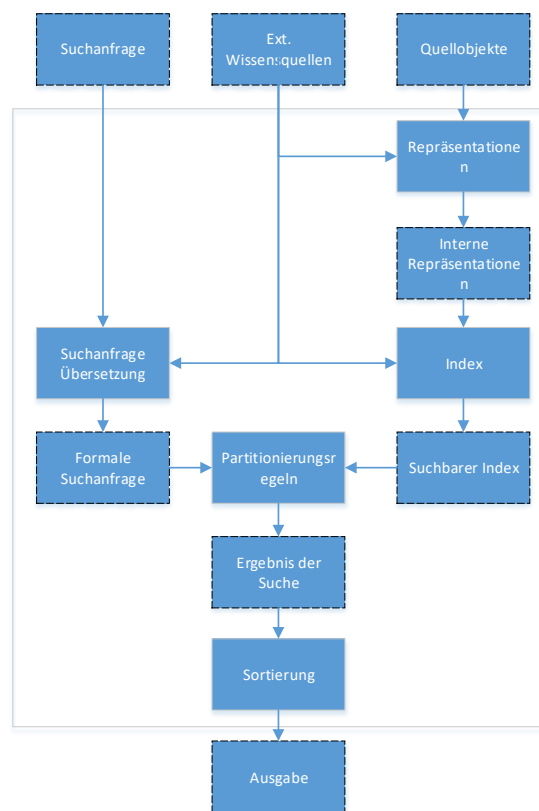 Suchanfrage
Ext.
Wissensquellen
Quellobjekte
Repräsentatione
n
Interne
Repräsentatione
n
Suchanfrage
Übersetzung
Index
Formale
Suchanfrage
Partitionierungsr
egeln
Suchbarer Index
Ergebnis der
Suche
Sortierung
Ausgabe